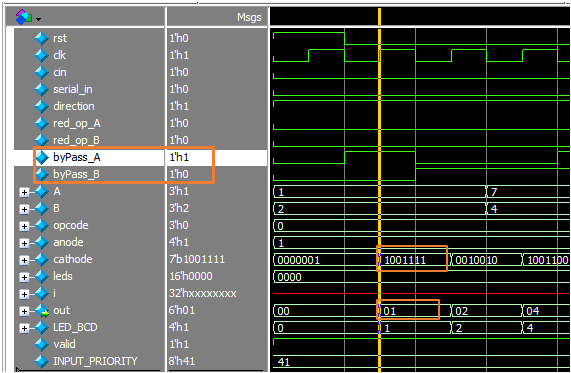 Msgs
rst 1'h0
clk 1'h1
cin 1'h0
serial_in 1'h0
direction 1'h1
red_op_A 1'h0
red_op_B 1'h0
byPass_A 1'h1
byPass_B 1'h0
A 3'h1 1 7
B 3'h2 2 4
opcode 3'h0 0
anode 4'h1 1
cathode 7'b1001111 0000001 1001111 0010010 1001100
leds 16'h0000 0000
i 32'hxxxxxxxx
out 6'h01 00 01 02 04
LED_BCD 4'h1 0 1 2 4
valid 1'h1
INPUT_PRIORITY 8'h41 41